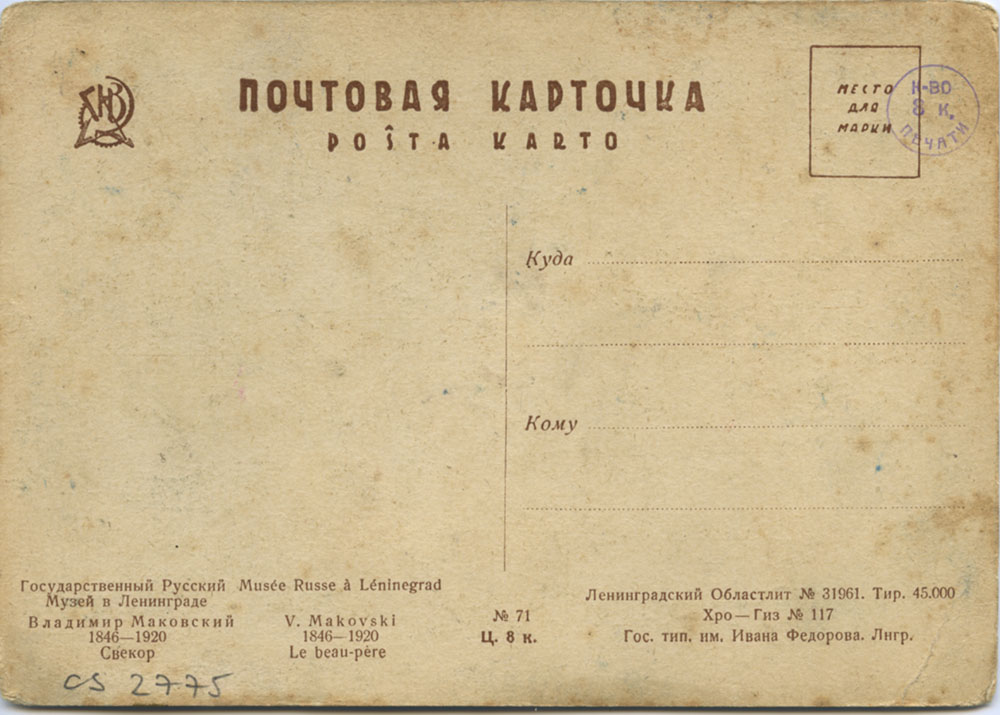 ПОЧТОВАЯ КАРТОЧКА
POŜTA KARTO
МЕСТО
ДЛЯ
МАРКИ
К-ВО
8 К.
ПЕЧАТИ
Куда
Кому
Государственный Русский
Музей в Ленинграде
Владимир Маковский
1846—1920
Свекор
Musée Russe à Léninegrad
V. Makovski
1846—1920
Le beau-père
№ 71
Ц. 8 к.
Ленинградский Областлит № 31961. Тир. 45.000
Хро—Гиз № 117
Гос. тип. им. Ивана Федорова. Лнгр.
CS 2775